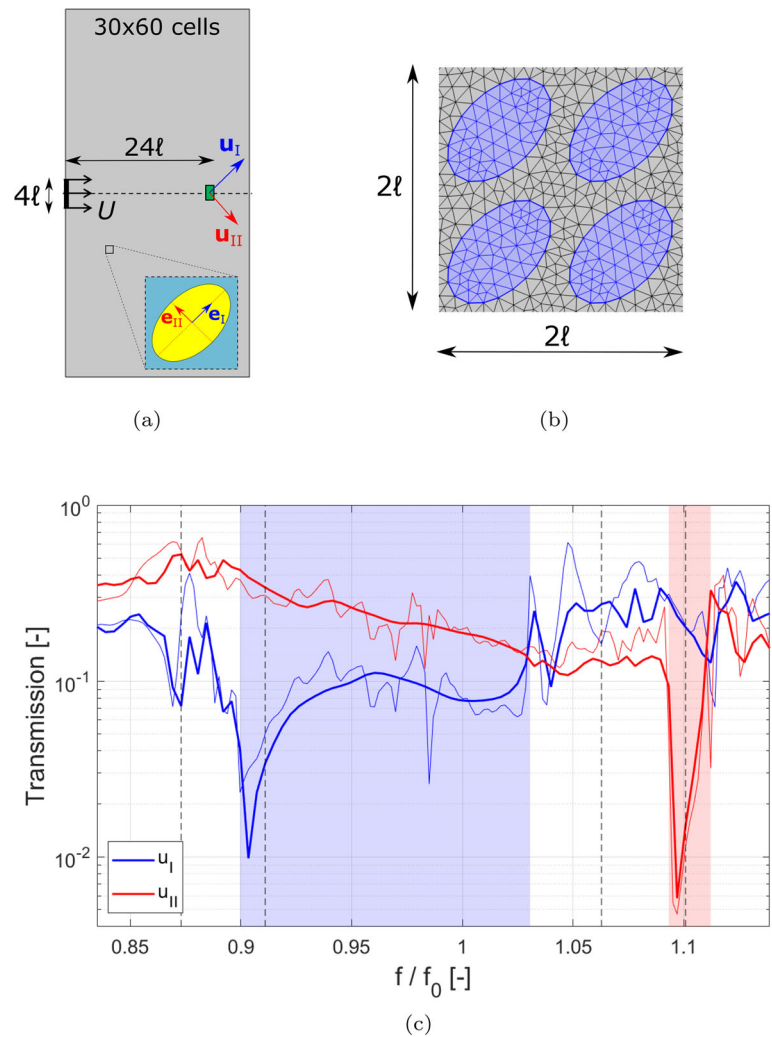 30x60 cells
24ℓ
u_I
4ℓ
U
u_II
e_II
e_I
(a)
2ℓ
2ℓ
(b)
Transmission [-]
10^0
10^-1
10^-2
u_I
u_II
0.85 0.9 0.95 1 1.05 1.1
f / f_0 [-]
(c)